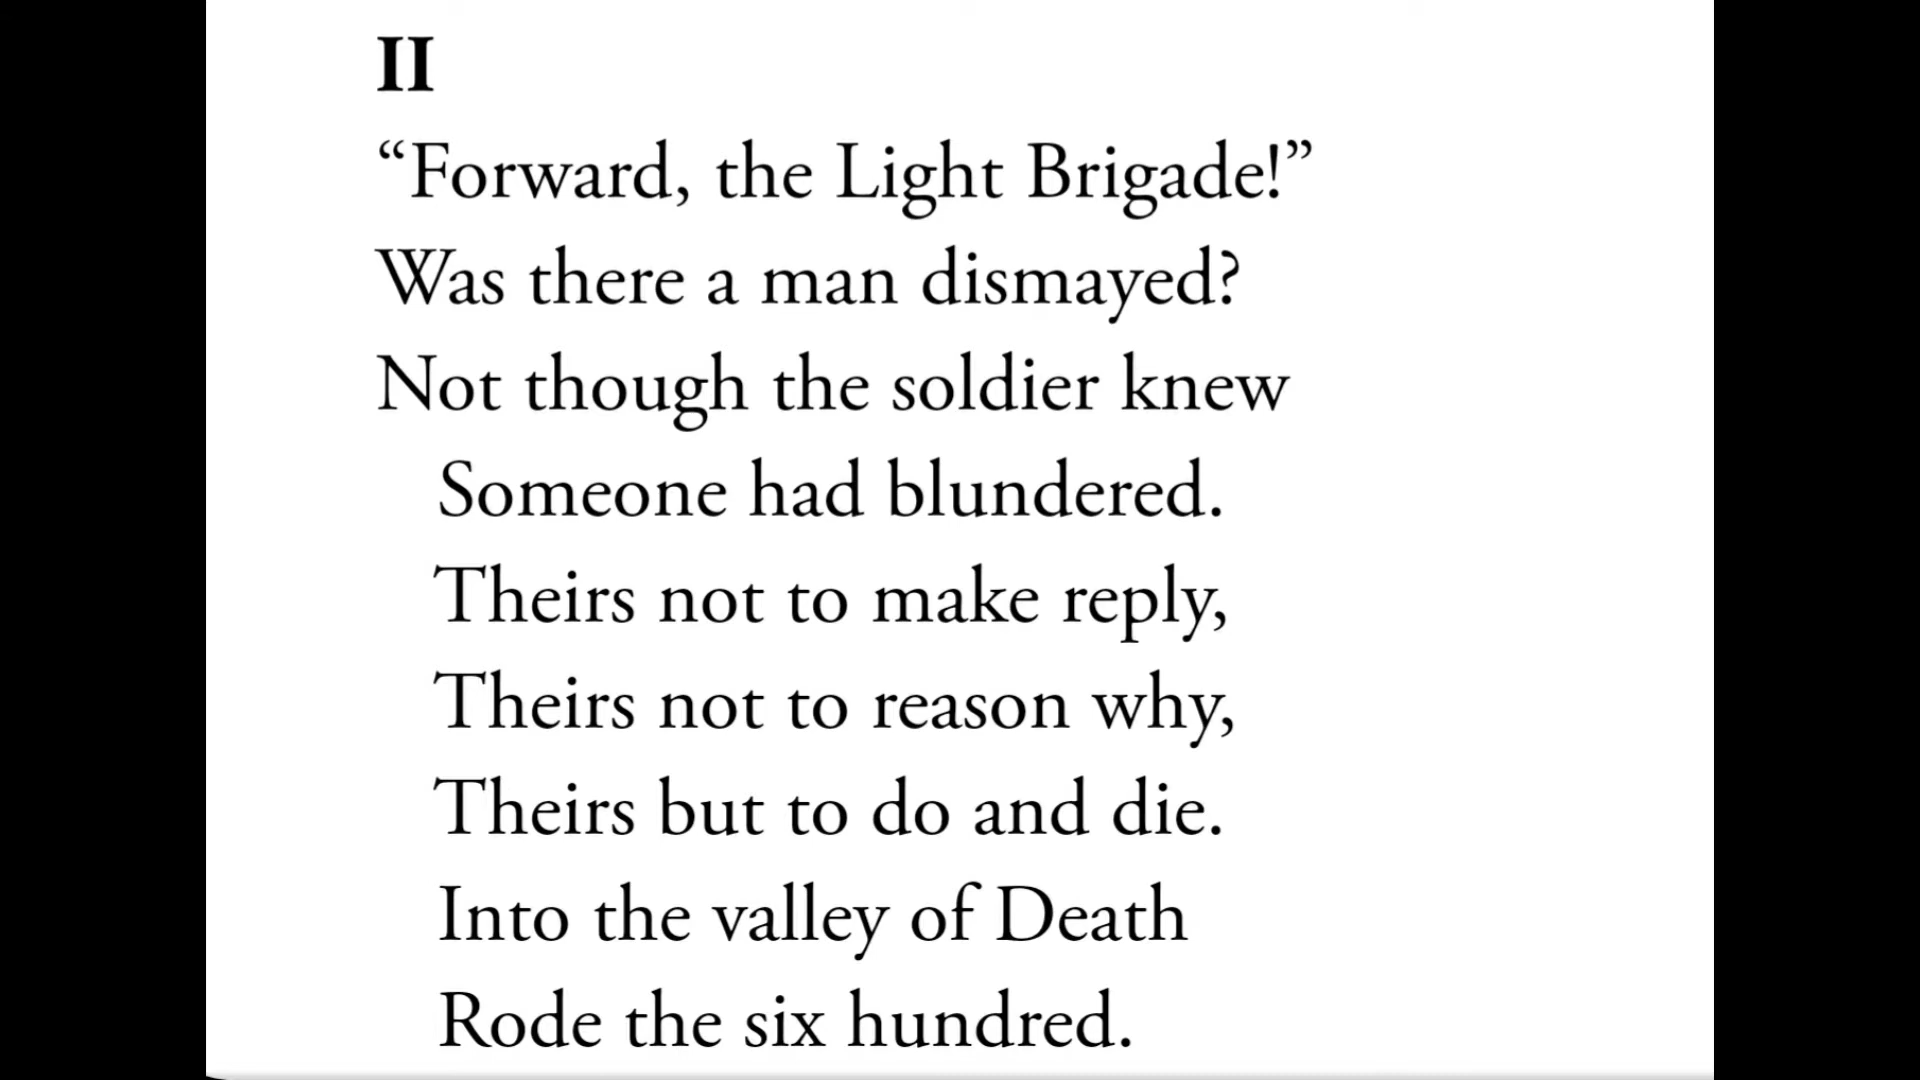 II
“Forward, the Light Brigade!”
Was there a man dismayed?
Not though the soldier knew
Someone had blundered.
Theirs not to make reply,
Theirs not to reason why,
Theirs but to do and die.
Into the valley of Death
Rode the six hundred.